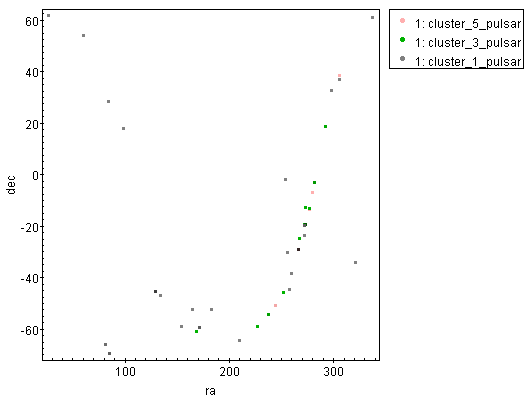 60
40
20
0
-20
-40
-60
dec
100
200
300
ra
1: cluster_5_pulsar
1: cluster_3_pulsar
1: cluster_1_pulsar